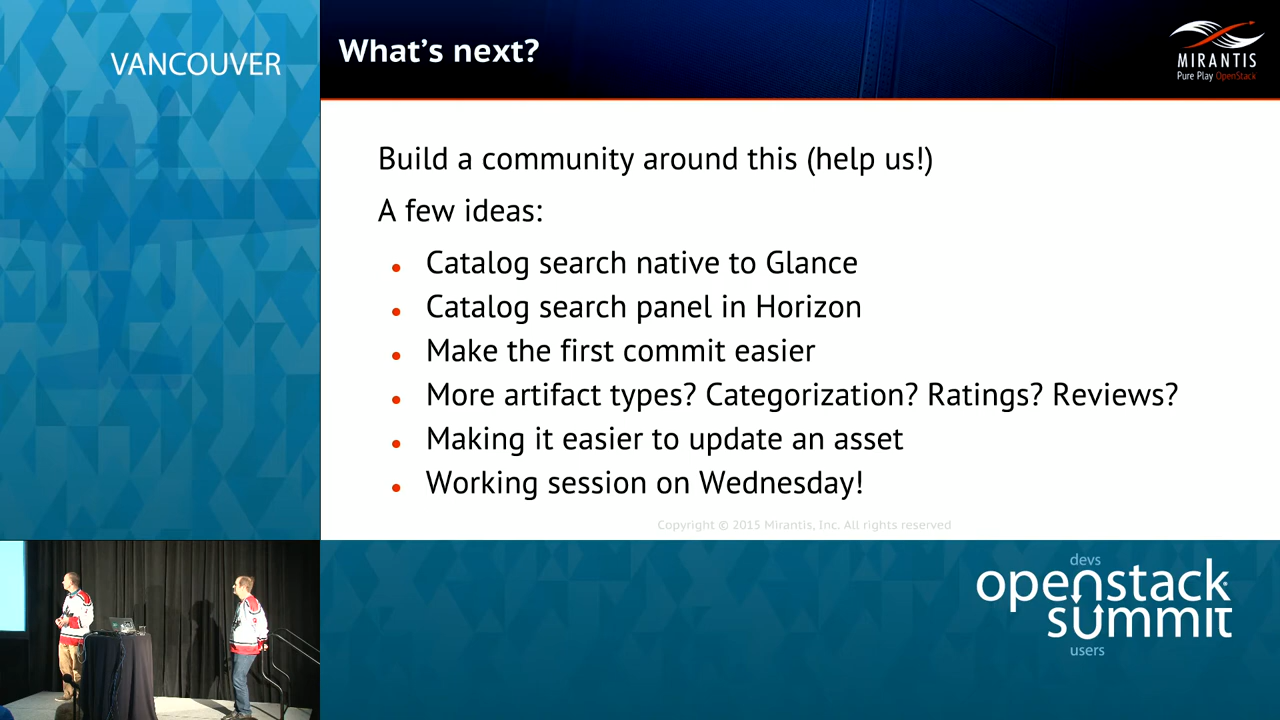 VANCOUVER
What's next?
MIRANTIS
Pure Play OpenStack
Build a community around this (help us!)
A few ideas:
Catalog search native to Glance
Catalog search panel in Horizon
Make the first commit easier
More artifact types? Categorization? Ratings? Reviews?
Making it easier to update an asset
Working session on Wednesday!
Copyright © 2015 Mirantis, Inc. All rights reserved
devs
openstack
summit
users